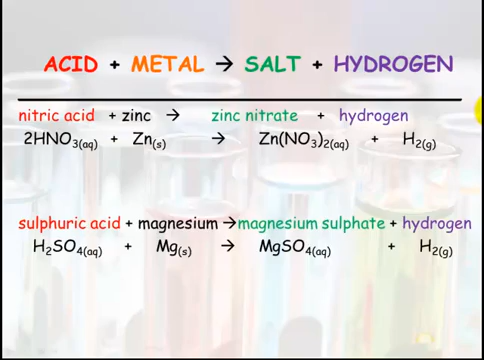 ACID + METAL → SALT + HYDROGEN
nitric acid + zinc → zinc nitrate + hydrogen
2HNO₃₍aq₎ + Zn₍s₎ → Zn(NO₃)₂₍aq₎ + H₂₍g₎
sulphuric acid + magnesium → magnesium sulphate + hydrogen
H₂SO₄₍aq₎ + Mg₍s₎ → MgSO₄₍aq₎ + H₂₍g₎